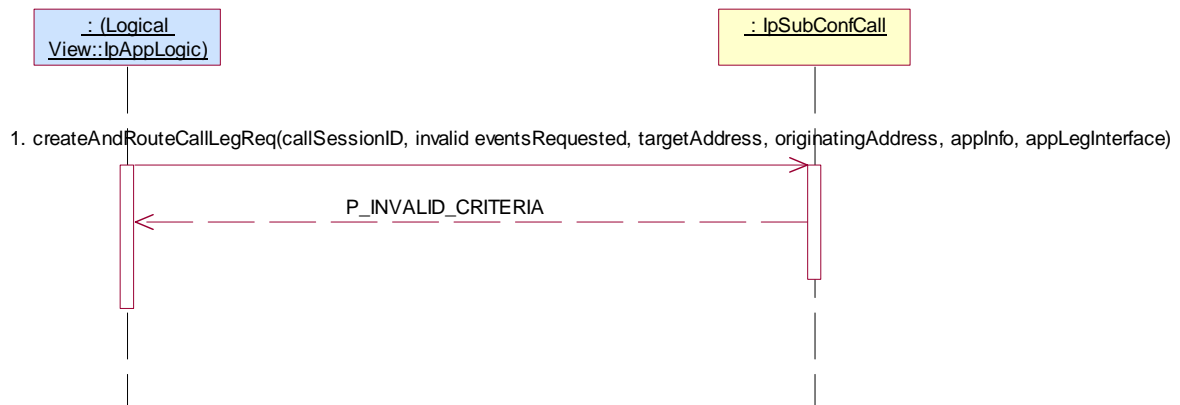 : (Logical
View::IpAppLogic)
: IpSubConfCall
1. createAndRouteCallLegReq(callSessionID, invalid eventsRequested, targetAddress, originatingAddress, appInfo, appLegInterface)
P_INVALID_CRITERIA